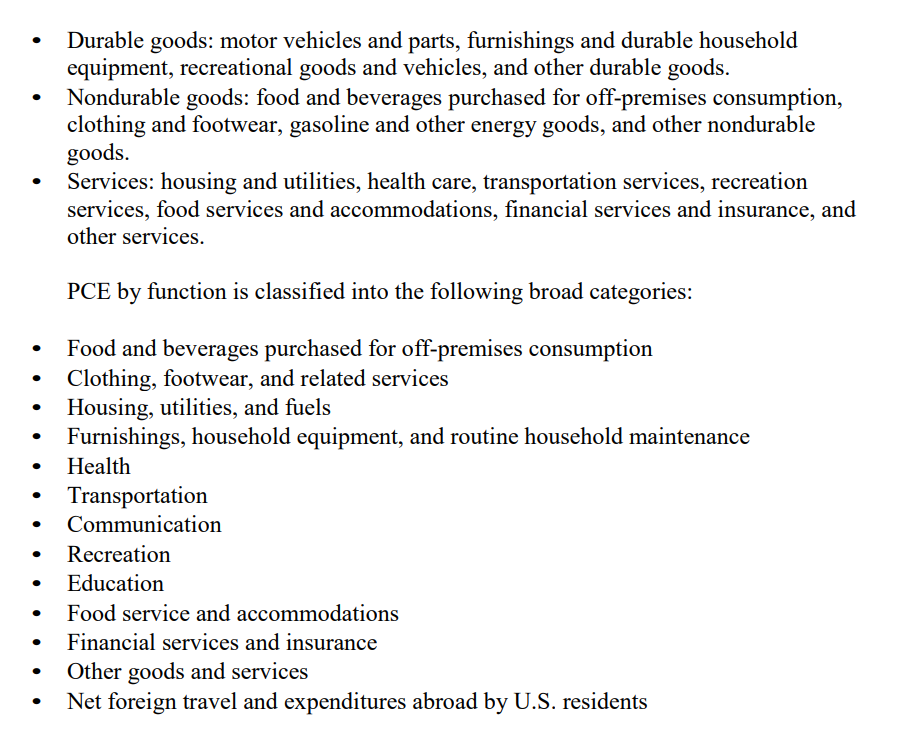 • Durable goods: motor vehicles and parts, furnishings and durable household
equipment, recreational goods and vehicles, and other durable goods.
• Nondurable goods: food and beverages purchased for off-premises consumption,
clothing and footwear, gasoline and other energy goods, and other nondurable
goods.
• Services: housing and utilities, health care, transportation services, recreation
services, food services and accommodations, financial services and insurance, and
other services.
PCE by function is classified into the following broad categories:
• Food and beverages purchased for off-premises consumption
• Clothing, footwear, and related services
• Housing, utilities, and fuels
• Furnishings, household equipment, and routine household maintenance
• Health
• Transportation
• Communication
• Recreation
• Education
• Food service and accommodations
• Financial services and insurance
• Other goods and services
• Net foreign travel and expenditures abroad by U.S. residents